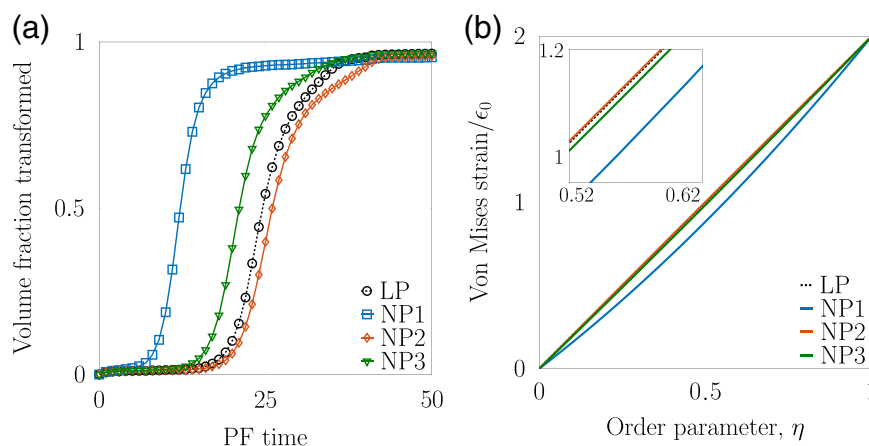 (a)
Volume fraction transformed
1
0.5
0
0
25
50
PF time
LP
NP1
NP2
NP3
(b)
Von Mises strain/ϵ₀
2
1
0
0
0.5
1
Order parameter, η
1.2
1
0.52
0.62
LP
NP1
NP2
NP3